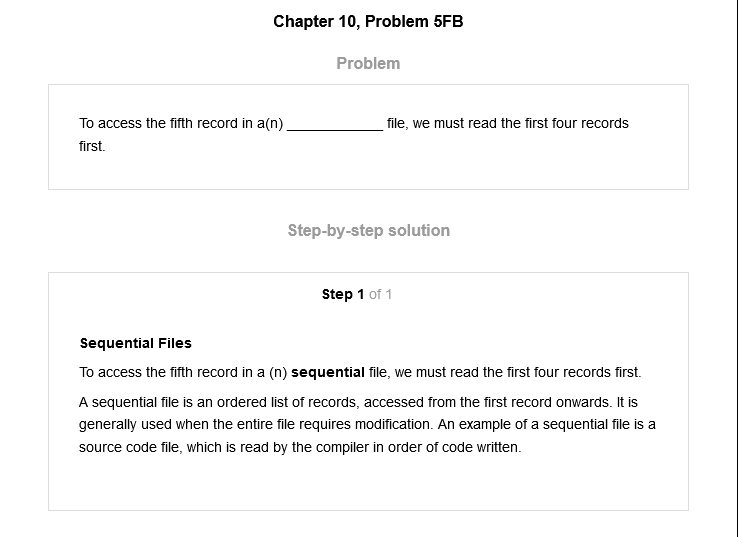 Chapter 10, Problem 5FB
Problem
To access the fifth record in a(n) ____________ file, we must read the first four records
first.
Step-by-step solution
Step 1 of 1
Sequential Files
To access the fifth record in a (n) sequential file, we must read the first four records first.
A sequential file is an ordered list of records, accessed from the first record onwards. It is
generally used when the entire file requires modification. An example of a sequential file is a
source code file, which is read by the compiler in order of code written.